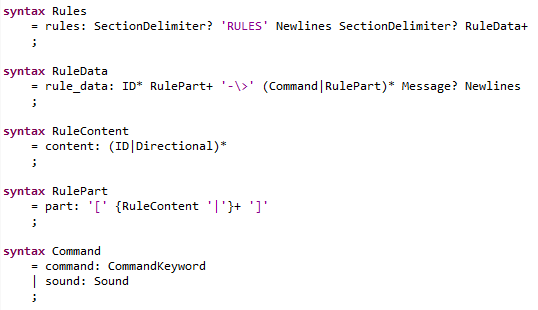 syntax Rules
= rules: SectionDelimiter? 'RULES' Newlines SectionDelimiter? RuleData+
;
syntax RuleData
= rule_data: ID* RulePart+ '-\>' (Command|RulePart)* Message? Newlines
;
syntax RuleContent
= content: (ID|Directional)*
;
syntax RulePart
= part: '[' {RuleContent '|'}+ ']'
;
syntax Command
= command: CommandKeyword
| sound: Sound
;